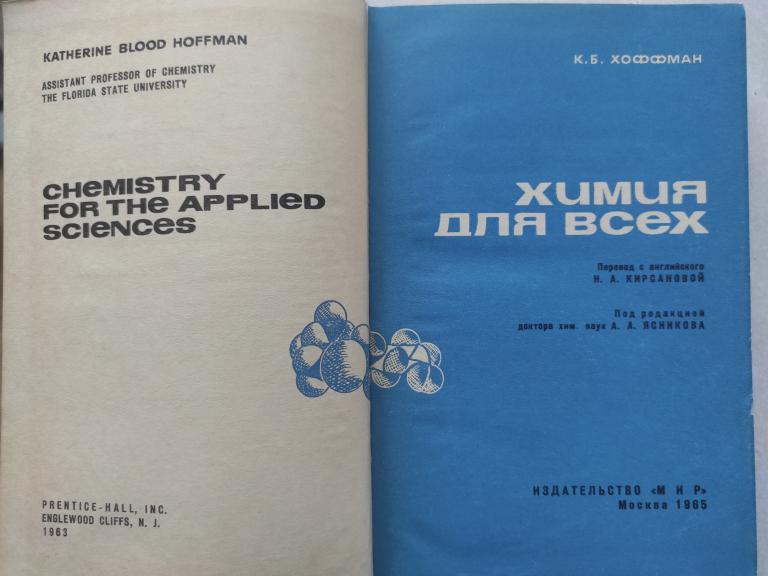 KATHERINE BLOOD HOFFMAN
ASSISTANT PROFESSOR OF CHEMISTRY
THE FLORIDA STATE UNIVERSITY
CHEMISTRY
FOR THE APPLIED
SCIENCES
PRENTICE-HALL, INC.
ENGLEWOOD CLIFFS, N. J.
1963
К.Б. ХОФФМАН
ХИМИЯ
ДЛЯ ВСЕХ
Перевод с английского
Н. А. КИРСАНОВОЙ
Под редакцией
доктора хим. наук А. А. ЯСНИКОВА
ИЗДАТЕЛЬСТВО «МИР»
Москва 1965